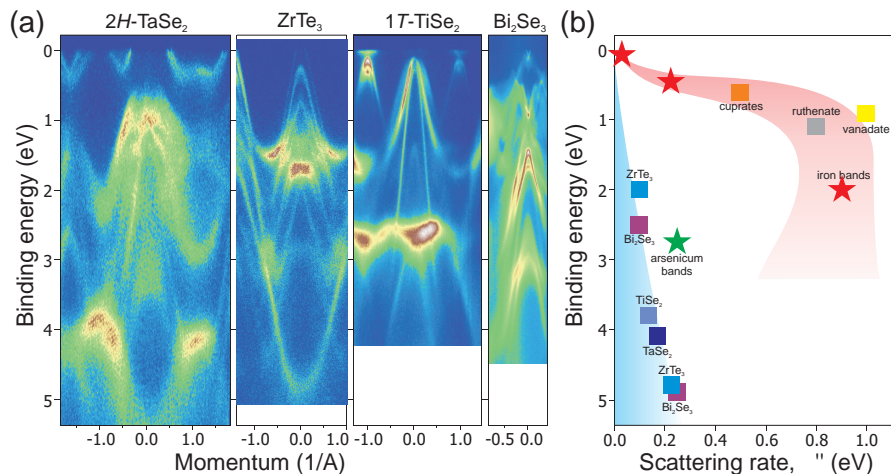 (a)
2H-TaSe₂
ZrTe₃
1T-TiSe₂
Bi₂Se₃
Binding energy (eV)
0
1
2
3
4
5
-1.0 0.0 1.0
-1.0 0.0 1.0
0.0 1.0
-0.5 0.0
Momentum (1/A)
(b)
Binding energy (eV)
0
1
2
3
4
5
cuprates
ruthenate
vanadate
iron bands
ZrTe₃
Bi₂Se₃
arsenicum
bands
TiSe₂
TaSe₂
ZrTe₃
Bi₂Se₃
0.0 0.2 0.4 0.6 0.8 1.0
Scattering rate, " (eV)